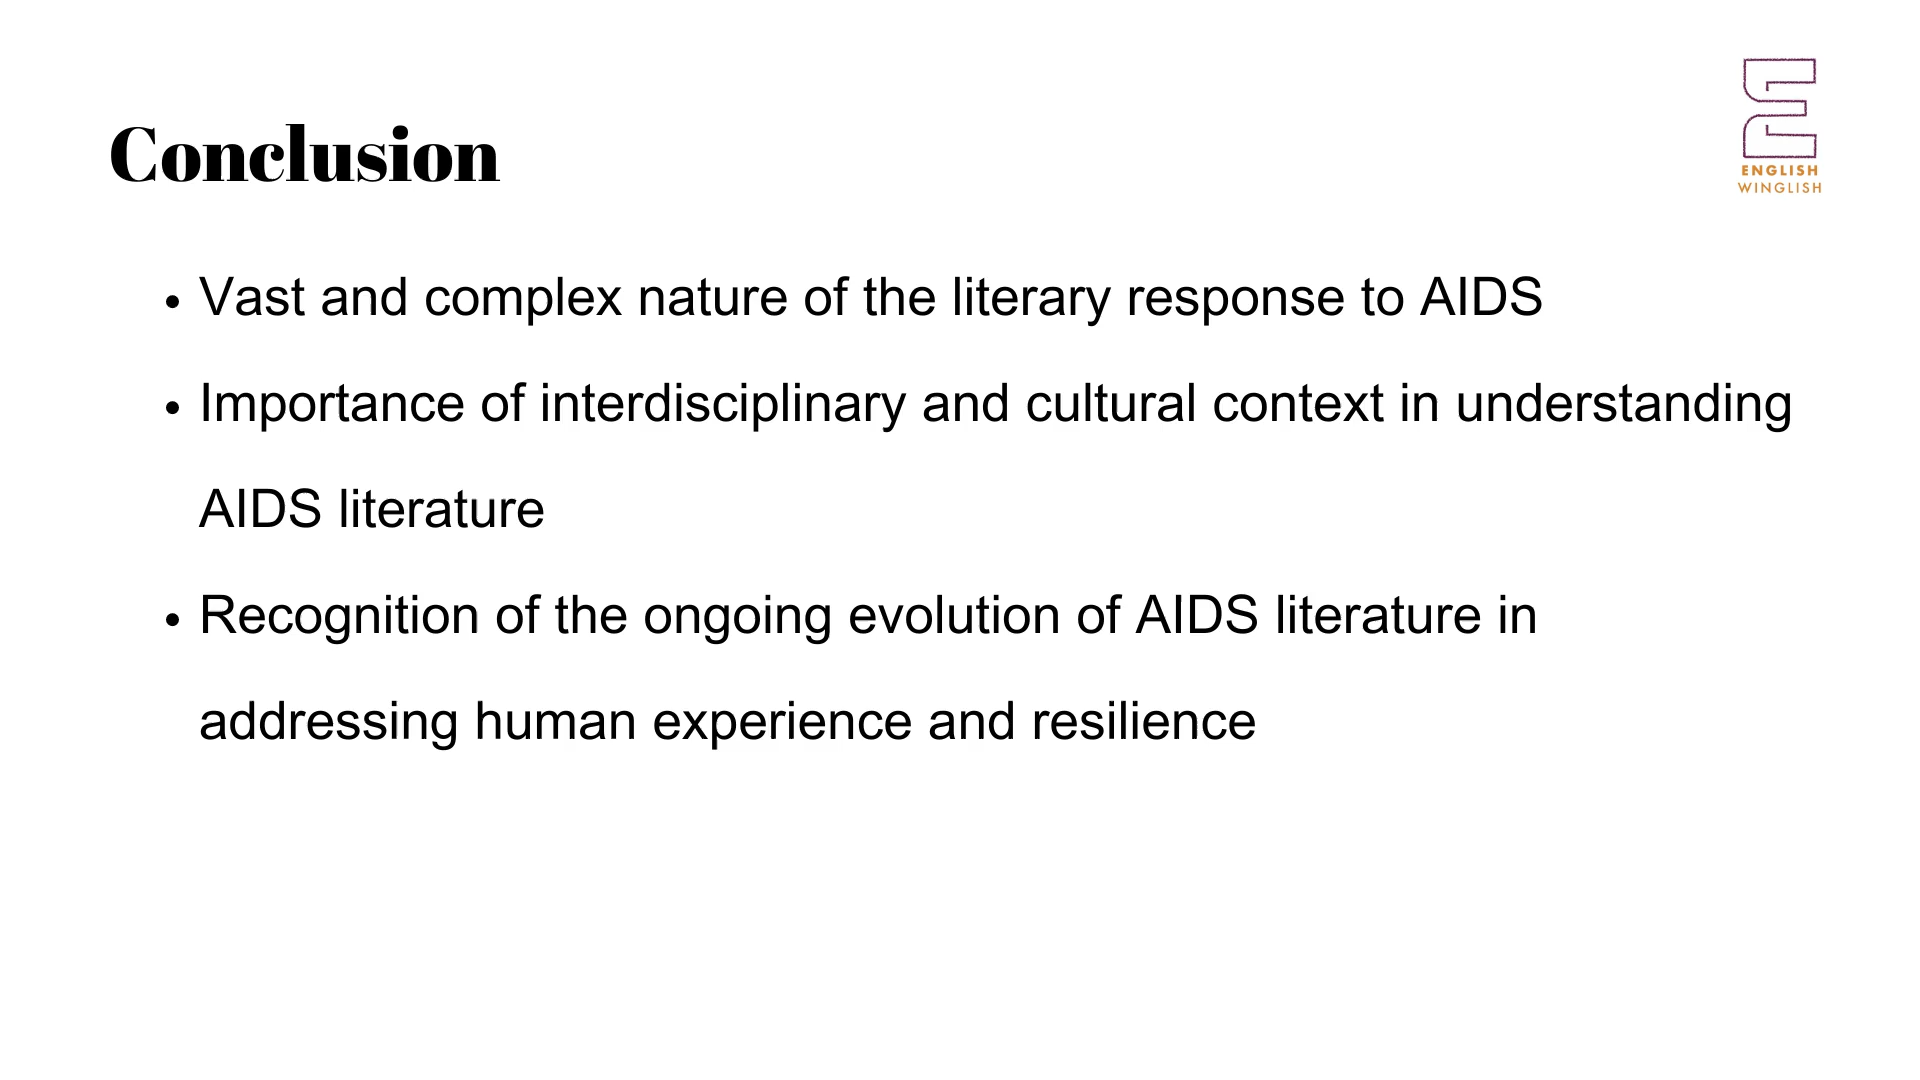 Conclusion
ENGLISH
WINGLISH
• Vast and complex nature of the literary response to AIDS
• Importance of interdisciplinary and cultural context in understanding
AIDS literature
• Recognition of the ongoing evolution of AIDS literature in
addressing human experience and resilience